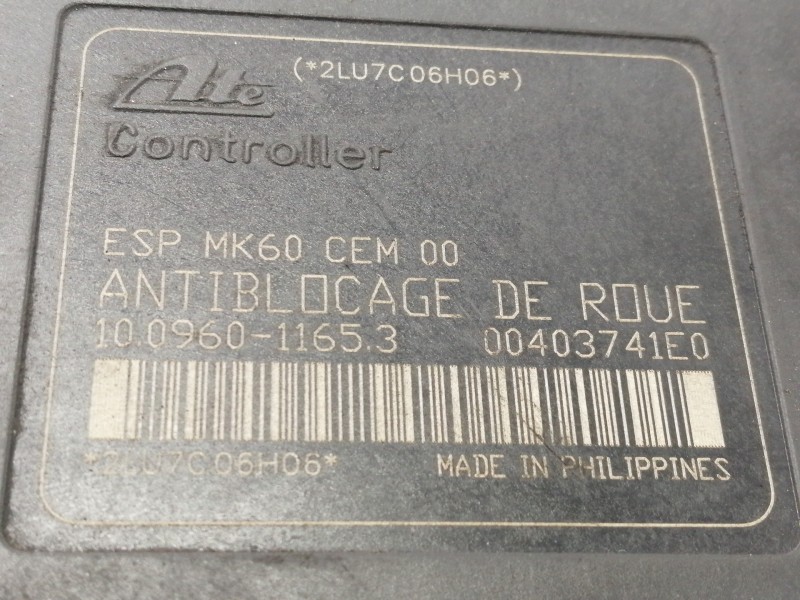 (*2LU7C06H06*)
Ate
Controller
ESP MK60 CEM 00
ANTIBLOCAGE DE ROUE
10.0960-1165.3 00403741E0
*2LU7C06H06* MADE IN PHILIPPINES